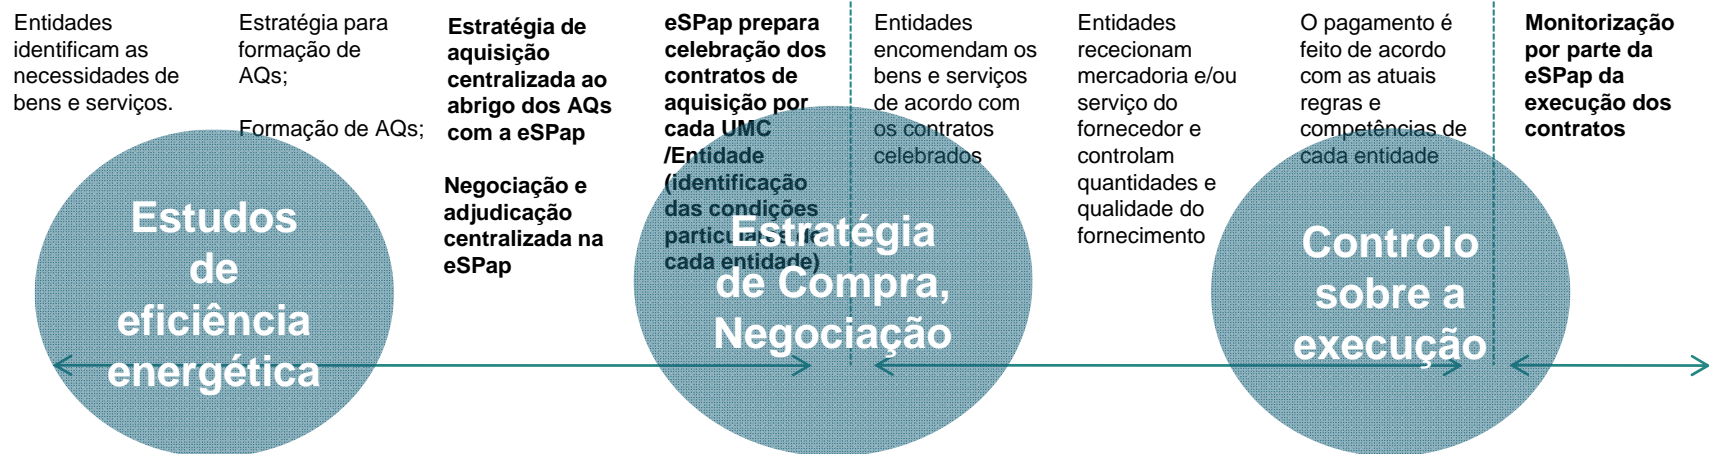 Entidades
identificam as
necessidades de
bens e serviços.
Estratégia para
formação de
AQs;
Formação de AQs;
Estratégia de
aquisição
centralizada ao
abrigo dos AQs
com a eSPap
Negociação e
adjudicação
centralizada na
eSPap
eSPap prepara
celebração dos
contratos de
aquisição por
cada UMC
/Entidade
(identificação
das condições
particulares de
cada entidade)
Entidades
encomendam os
bens e serviços
de acordo com
os contratos
celebrados
Entidades
rececionam
mercadoria e/ou
serviço do
fornecedor e
controlam
quantidades e
qualidade do
fornecimento
O pagamento é
feito de acordo
com as atuais
regras e
competências de
cada entidade
Monitorização
por parte da
eSPap da
execução dos
contratos
Estudos
de
eficiência
energética
Estratégia
de Compra,
Negociação
Controlo
sobre a
execução